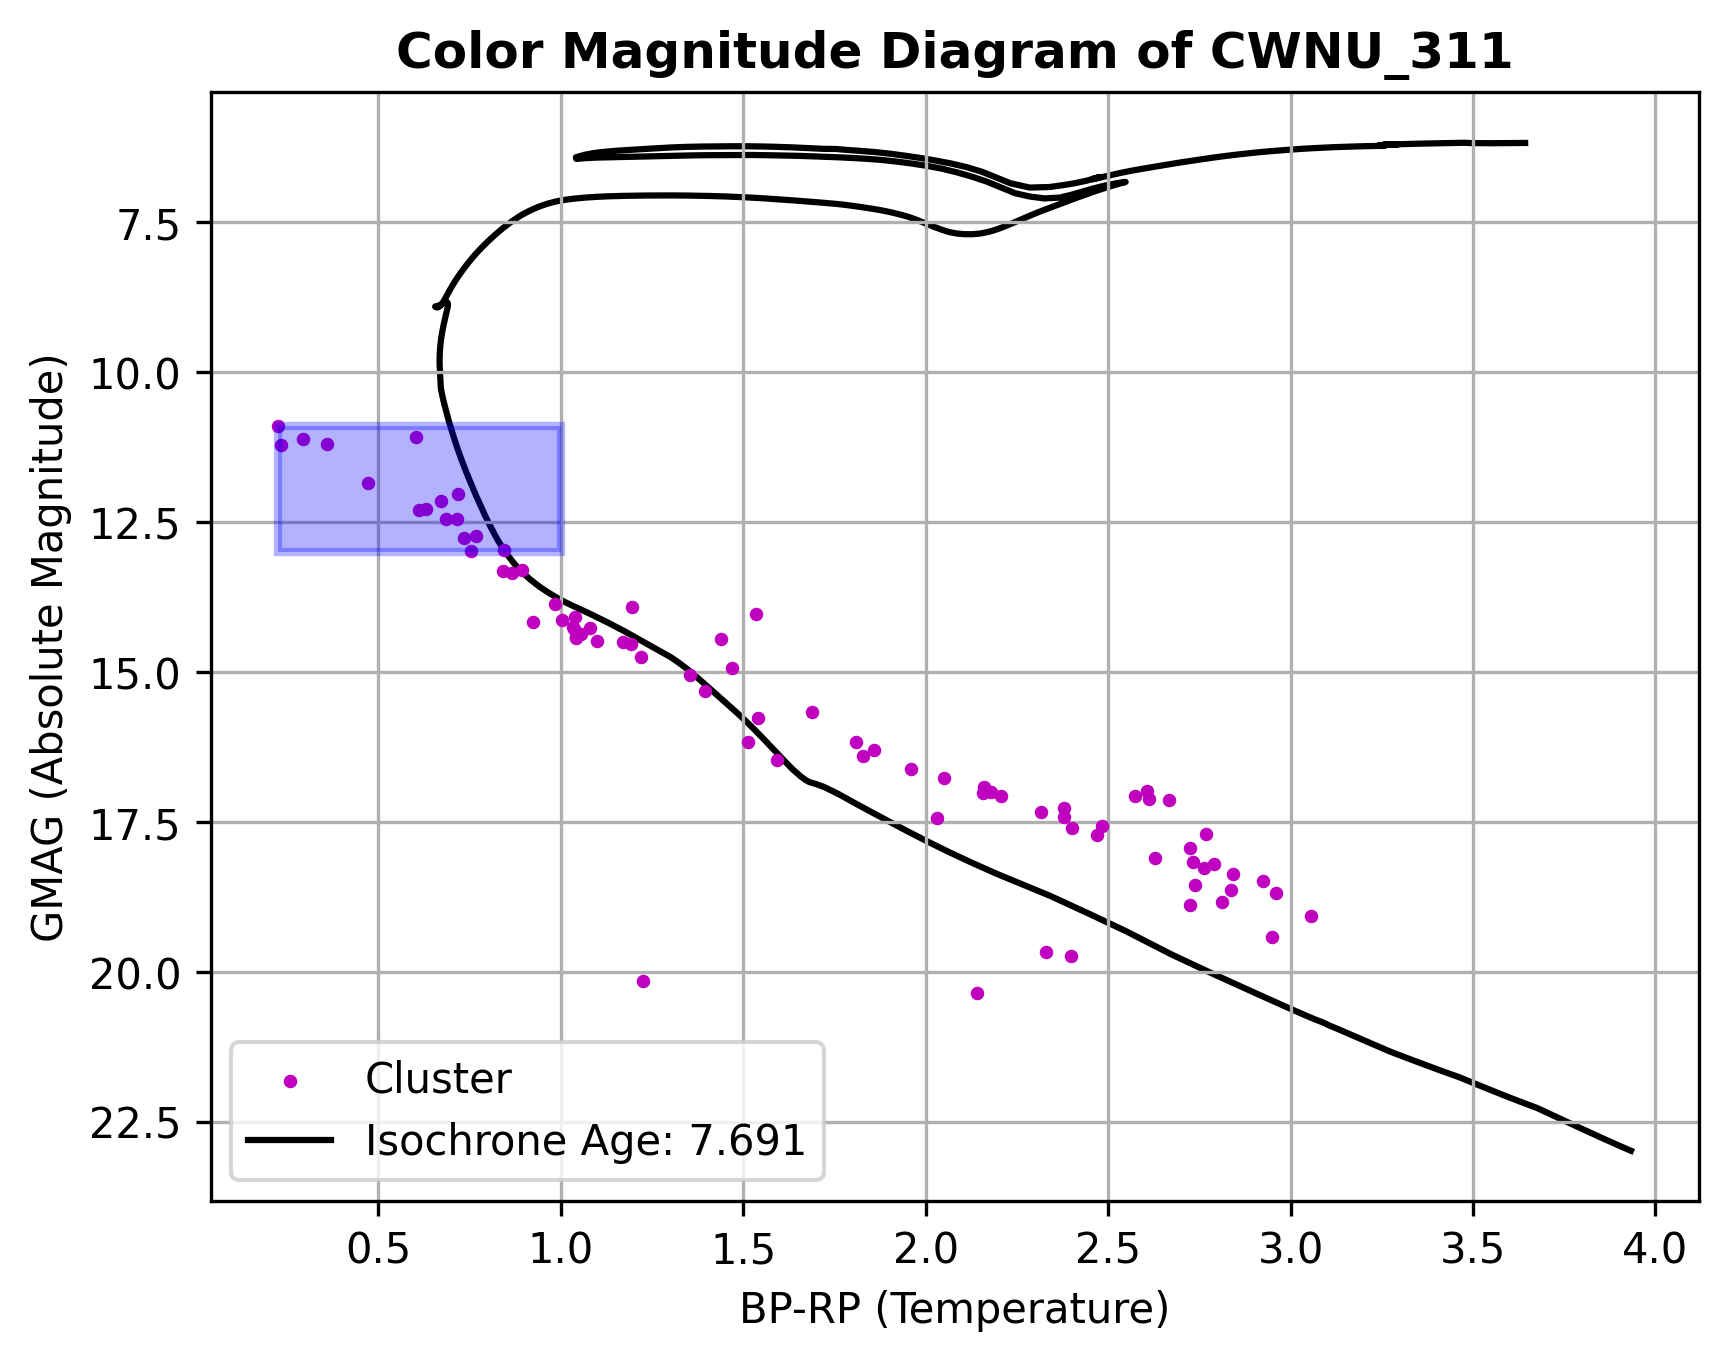 Color Magnitude Diagram of CWNU_311
GMAG (Absolute Magnitude)
7.5
10.0
12.5
15.0
17.5
20.0
22.5
Cluster
Isochrone Age: 7.691
0.5 1.0 1.5 2.0 2.5 3.0 3.5 4.0
BP-RP (Temperature)